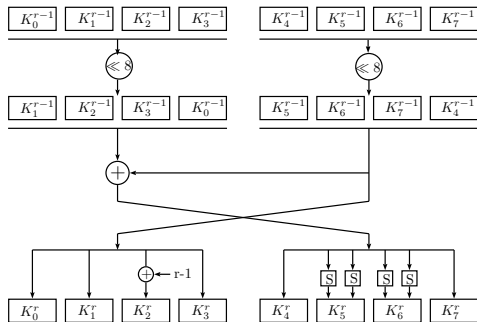 K_0^{r-1} K_1^{r-1} K_2^{r-1} K_3^{r-1} K_4^{r-1} K_5^{r-1} K_6^{r-1} K_7^{r-1}
≪ 8 ≪ 8
K_1^{r-1} K_2^{r-1} K_3^{r-1} K_0^{r-1} K_5^{r-1} K_6^{r-1} K_7^{r-1} K_4^{r-1}
+
+ r-1 S S S S
K_0^r K_1^r K_2^r K_3^r K_4^r K_5^r K_6^r K_7^r